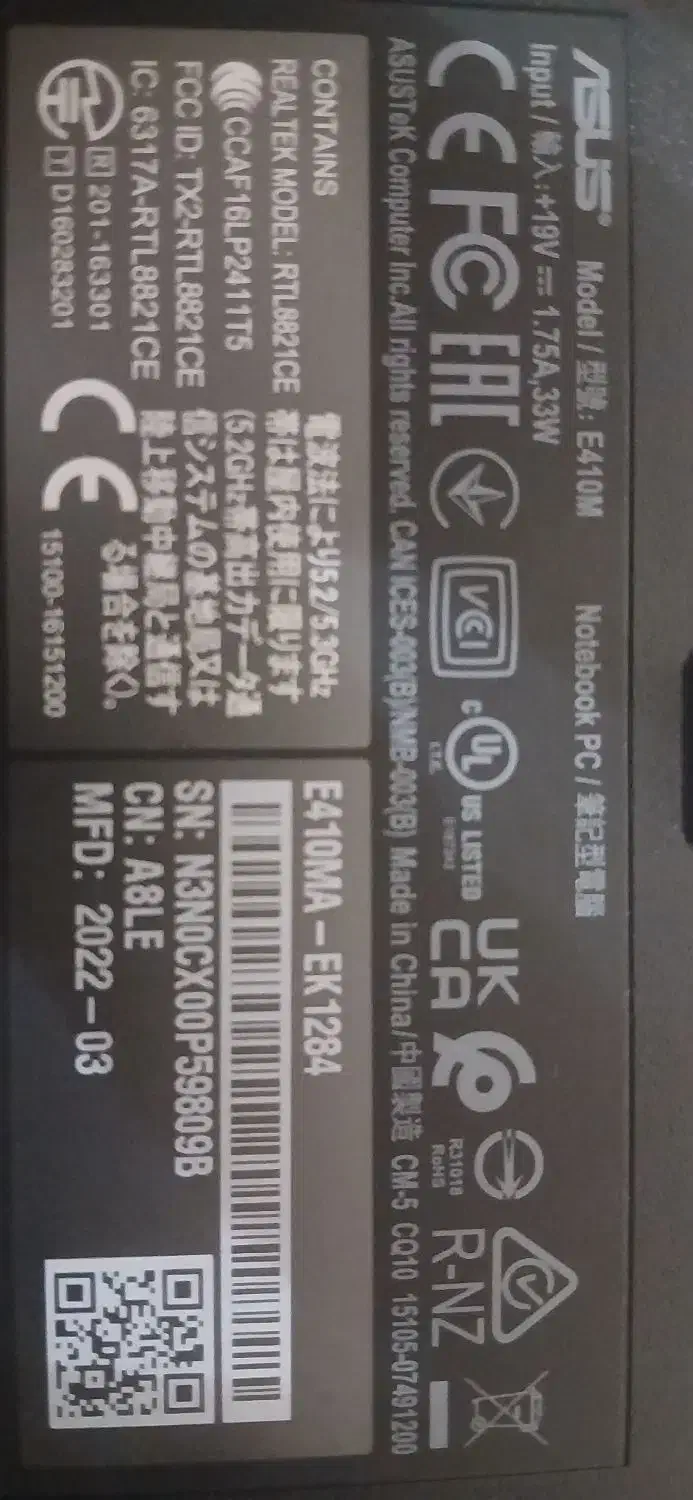 ASUS® Model / 型號: E410M Notebook PC / 筆記型電腦
Input / 輸入: +19V ⎓ 1.75A, 33W
CE FC EAC VCI c UL US LISTED UK CA R-NZ
I.T.E.
R31018
RoHS
ASUSTeK Computer Inc. All rights reserved. CAN ICES-003(B)/NMB-003(B) Made in China/中國製造 CM-5 CQ10 15105-07491200
CONTAINS
REALTEK MODEL: RTL8821CE
CCAF16LP2411T5
FCC ID: TX2-RTL8821CE
IC: 6317A-RTL8821CE
R 201-163301
T D160283201
電波法により5.2/5.3GHz
帯は屋内使用に限ります
(5.2GHz帯高出力データ通
信システムの基地局又は
陸上移動中継局と通信す
る場合を除く)。
CE
15100-16151200
E410MA-EK1284
SN: N3N0CX00P59809B
CN: A8LE
MFD: 2022-03